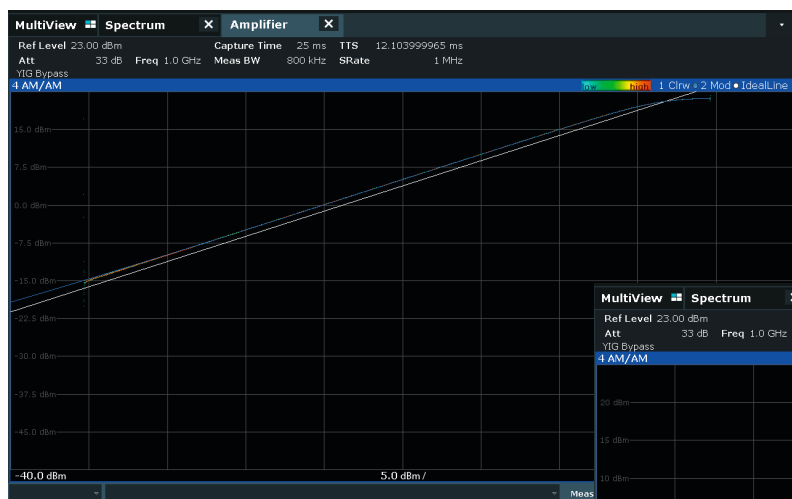 MultiView Spectrum X Amplifier X
Ref Level 23.00 dBm Capture Time 25 ms TTS 12.103999965 ms
Att 33 dB Freq 1.0 GHz Meas BW 800 kHz SRate 1 MHz
YIG Bypass
4 AM/AM low high 1 Clrw 2 Mod IdealLine
15.0 dBm
7.5 dBm
0.0 dBm
-7.5 dBm
-15.0 dBm
-22.5 dBm
-30.0 dBm
-37.5 dBm
-45.0 dBm
-40.0 dBm 5.0 dBm/
Meas
MultiView Spectrum
Ref Level 23.00 dBm
Att 33 dB Freq 1.0 GHz
YIG Bypass
4 AM/AM
20 dBm
15 dBm
10 dBm